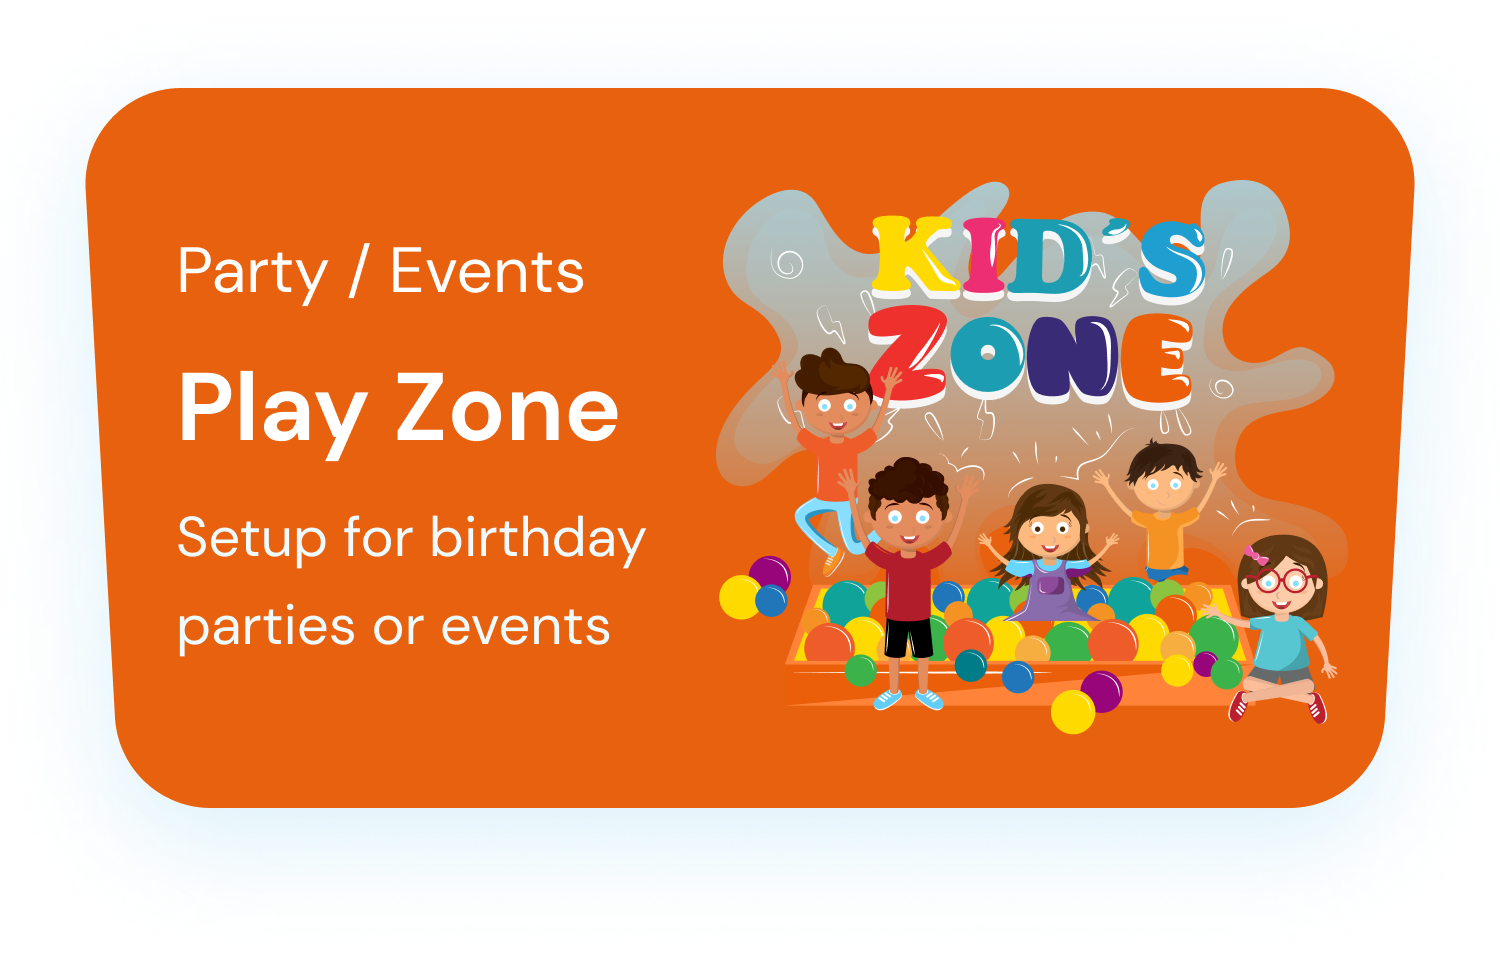 Party / Events
Play Zone
Setup for birthday
parties or events
KID'S
ZONE